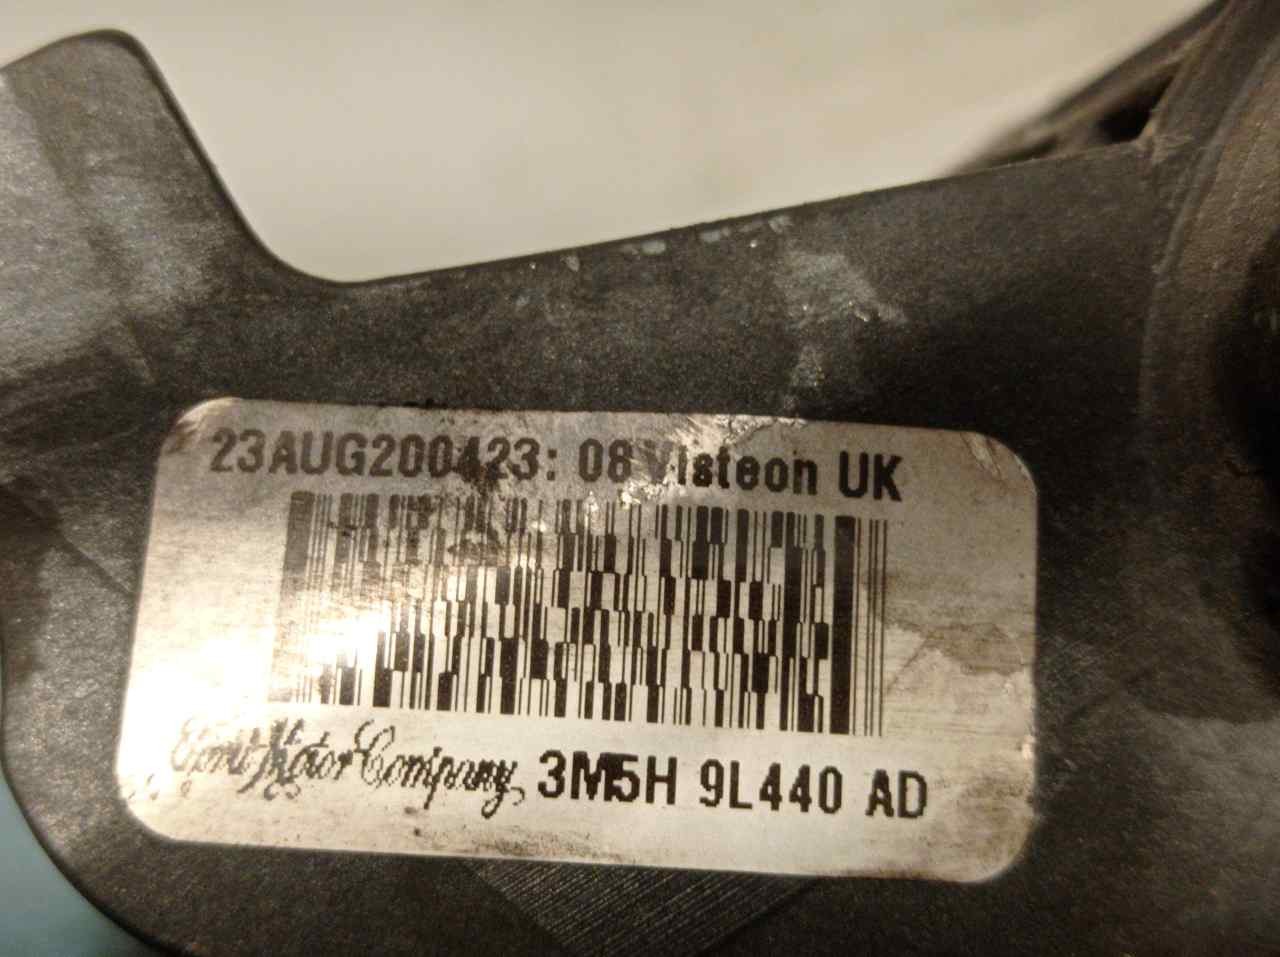 23AUG200423: 08 Visteon UK
Ford Motor Company, 3M5H 9L440 AD